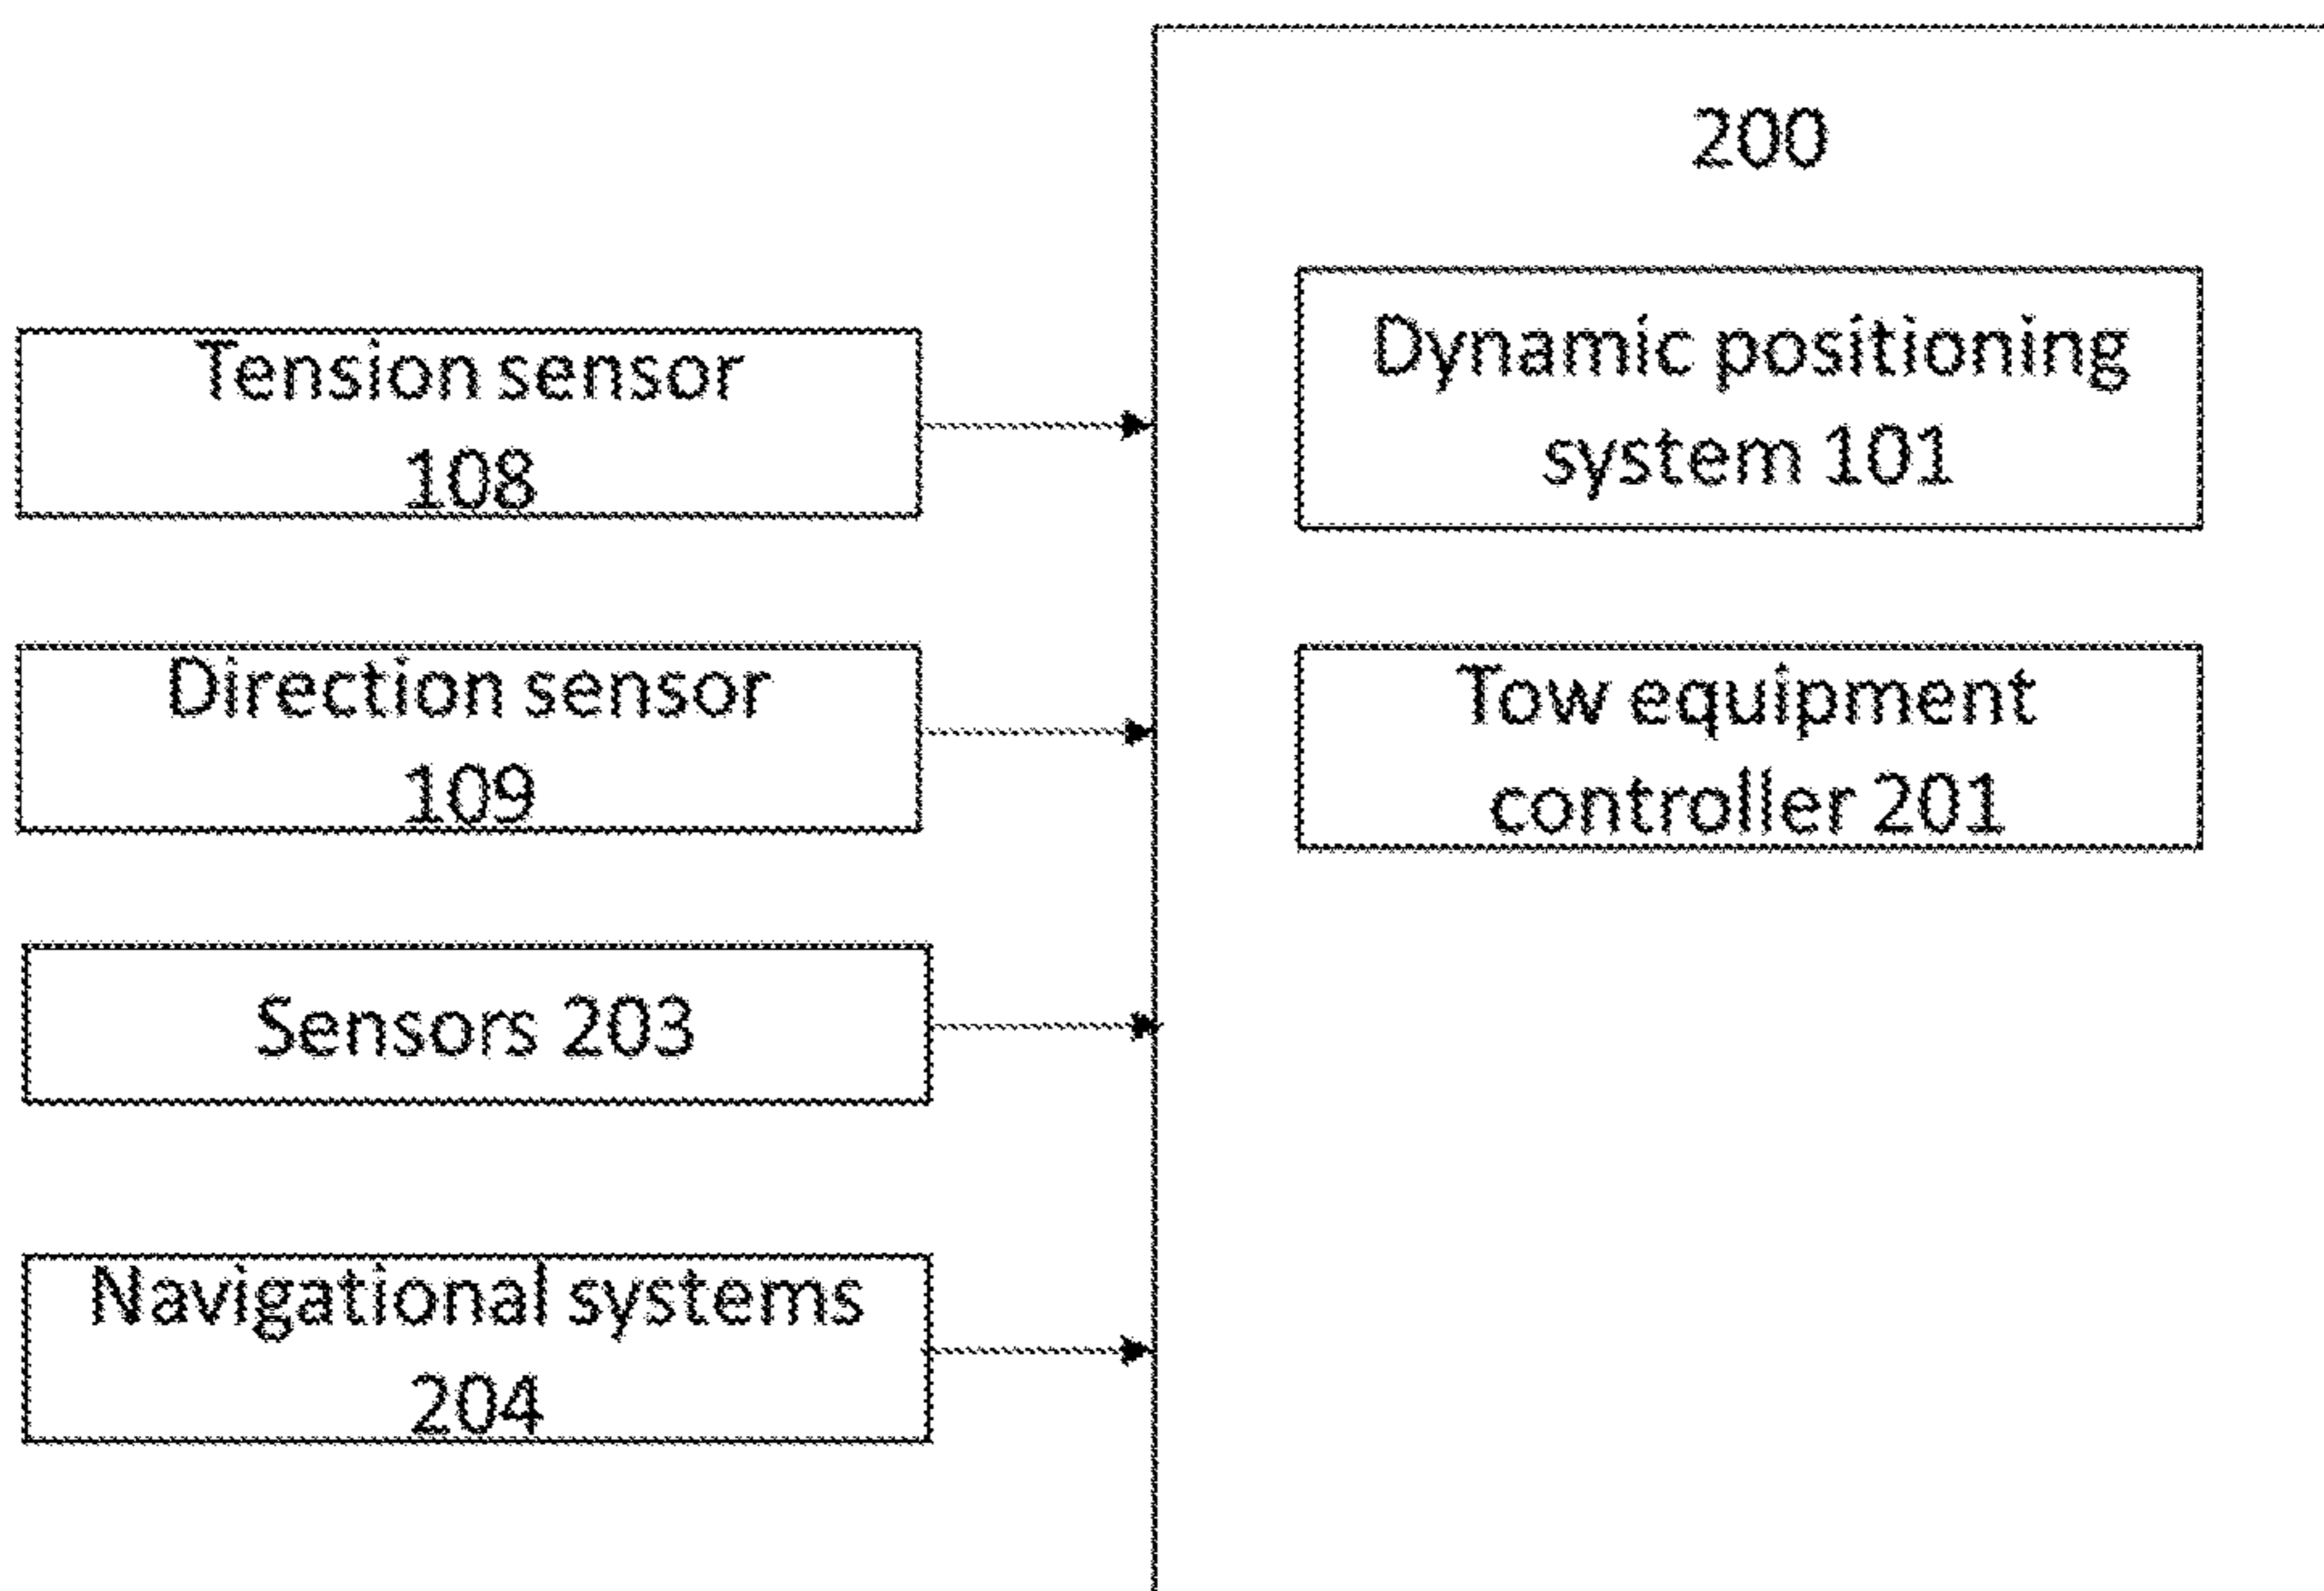 200
Tension sensor
108
Direction sensor
109
Sensors 203
Navigational systems
204
Dynamic positioning
system 101
Tow equipment
controller 201